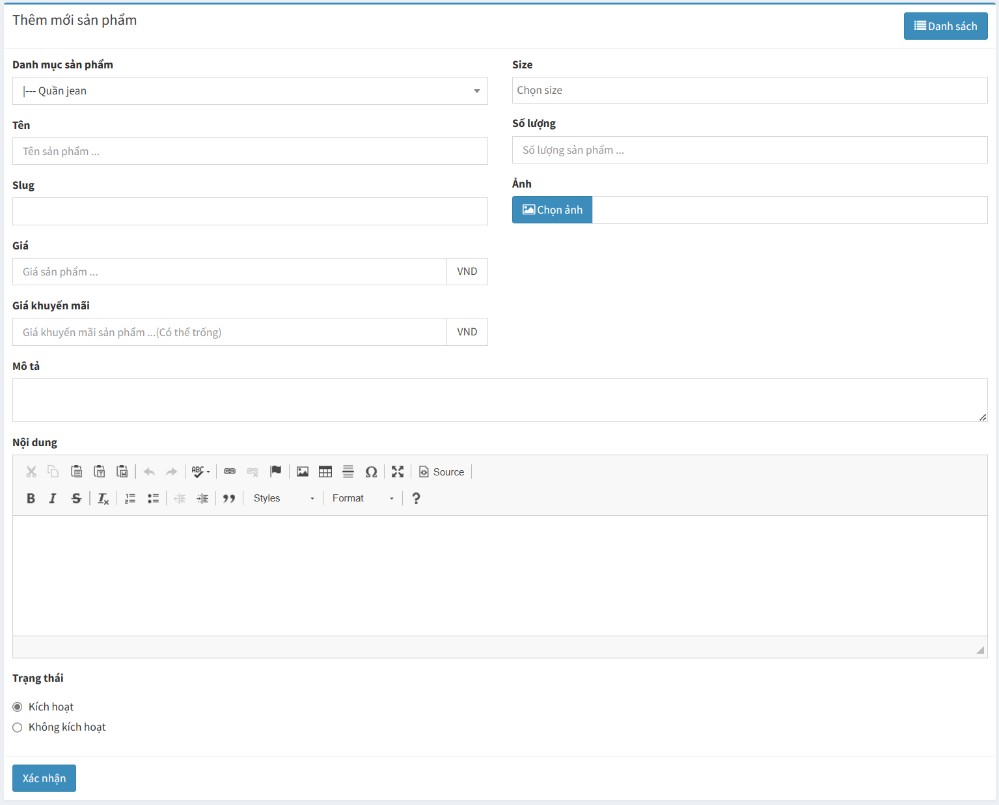 Thêm mới sản phẩm
Danh sách
Danh mục sản phẩm
|--- Quần jean
Tên
Tên sản phẩm ...
Slug
Giá
Giá sản phẩm ...
VND
Giá khuyến mãi
Giá khuyến mãi sản phẩm ...(Có thể trống)
VND
Size
Chọn size
Số lượng
Số lượng sản phẩm ...
Ảnh
Chọn ảnh
Mô tả
Nội dung
ABC
Source
B I S Tx
Styles
Format
?
Trạng thái
Kích hoạt
Không kích hoạt
Xác nhận